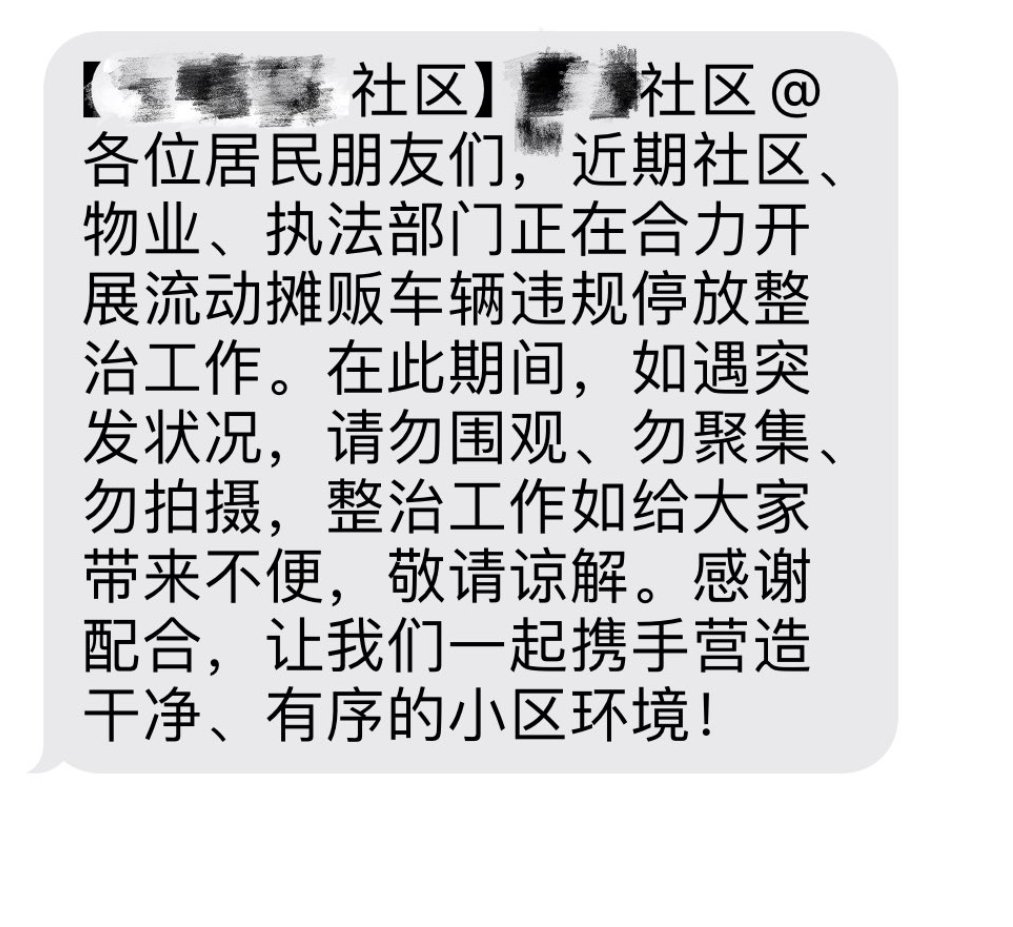 【社区】社区@
各位居民朋友们，近期社区、
物业、执法部门正在合力开
展流动摊贩车辆违规停放整
治工作。在此期间，如遇突
发状况，请勿围观、勿聚集、
勿拍摄，整治工作如给大家
带来不便，敬请谅解。感谢
配合，让我们一起携手营造
干净、有序的小区环境！